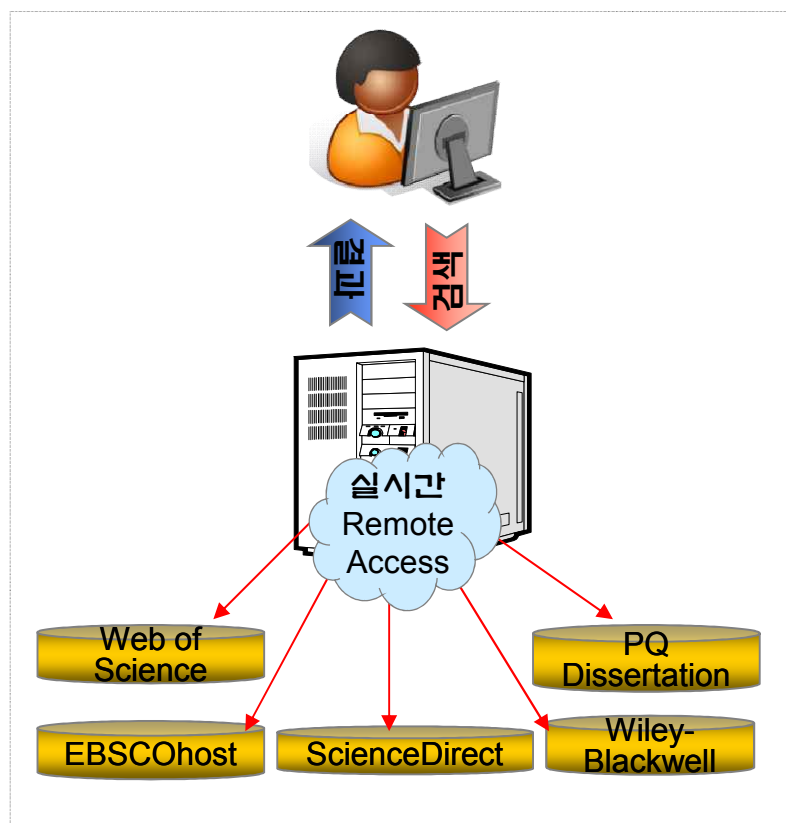 결과
검색
실시간
Remote
Access
Web of
Science
PQ
Dissertation
EBSCOhost
ScienceDirect
Wiley-
Blackwell